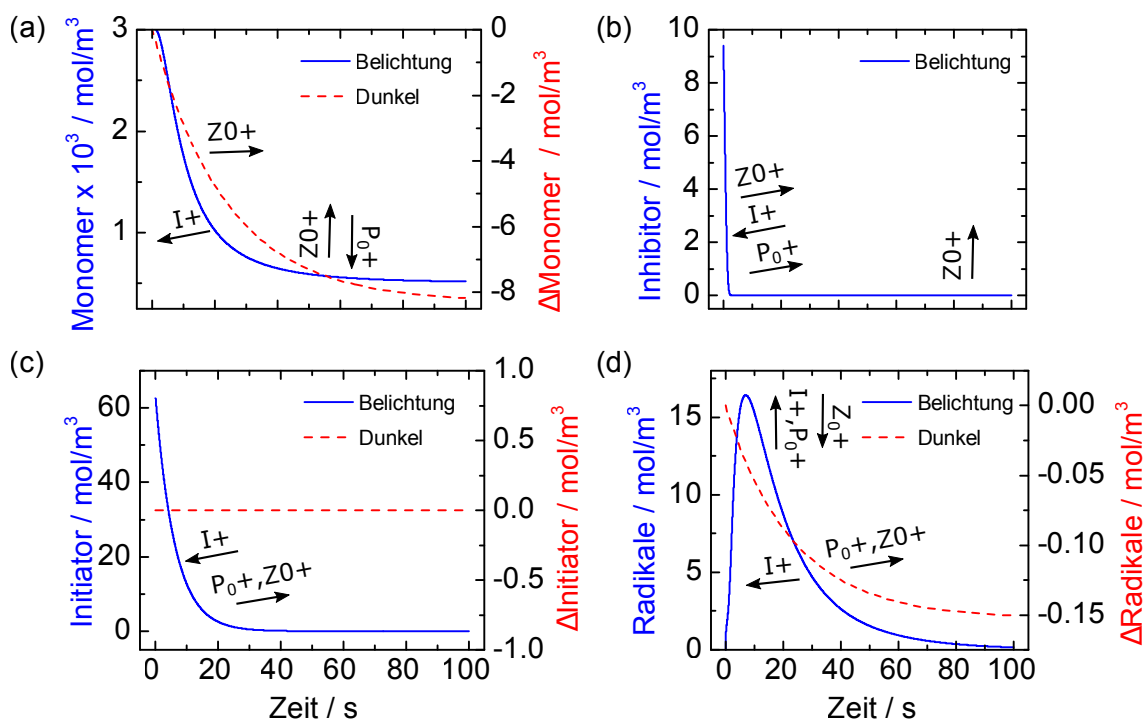 (a)
Monomer x 10³ / mol/m³
3
2
1
Belichtung
Dunkel
Z0+
I+
Z0+
P₀+
0
-2
-4
-6
-8
ΔMonomer / mol/m³
(b)
Inhibitor / mol/m³
10
8
6
4
2
0
Belichtung
Z0+
I+
P₀+
Z0+
(c)
Initiator / mol/m³
60
40
20
0
Belichtung
Dunkel
I+
P₀+,Z0+
1.0
0.5
0.0
-0.5
-1.0
ΔInitiator / mol/m³
0 20 40 60 80 100
Zeit / s
(d)
Radikale / mol/m³
15
10
5
0
I+,P₀+
Z₀+
Belichtung
Dunkel
P₀+,Z0+
I+
0.00
-0.05
-0.10
-0.15
ΔRadikale / mol/m³
0 20 40 60 80 100
Zeit / s